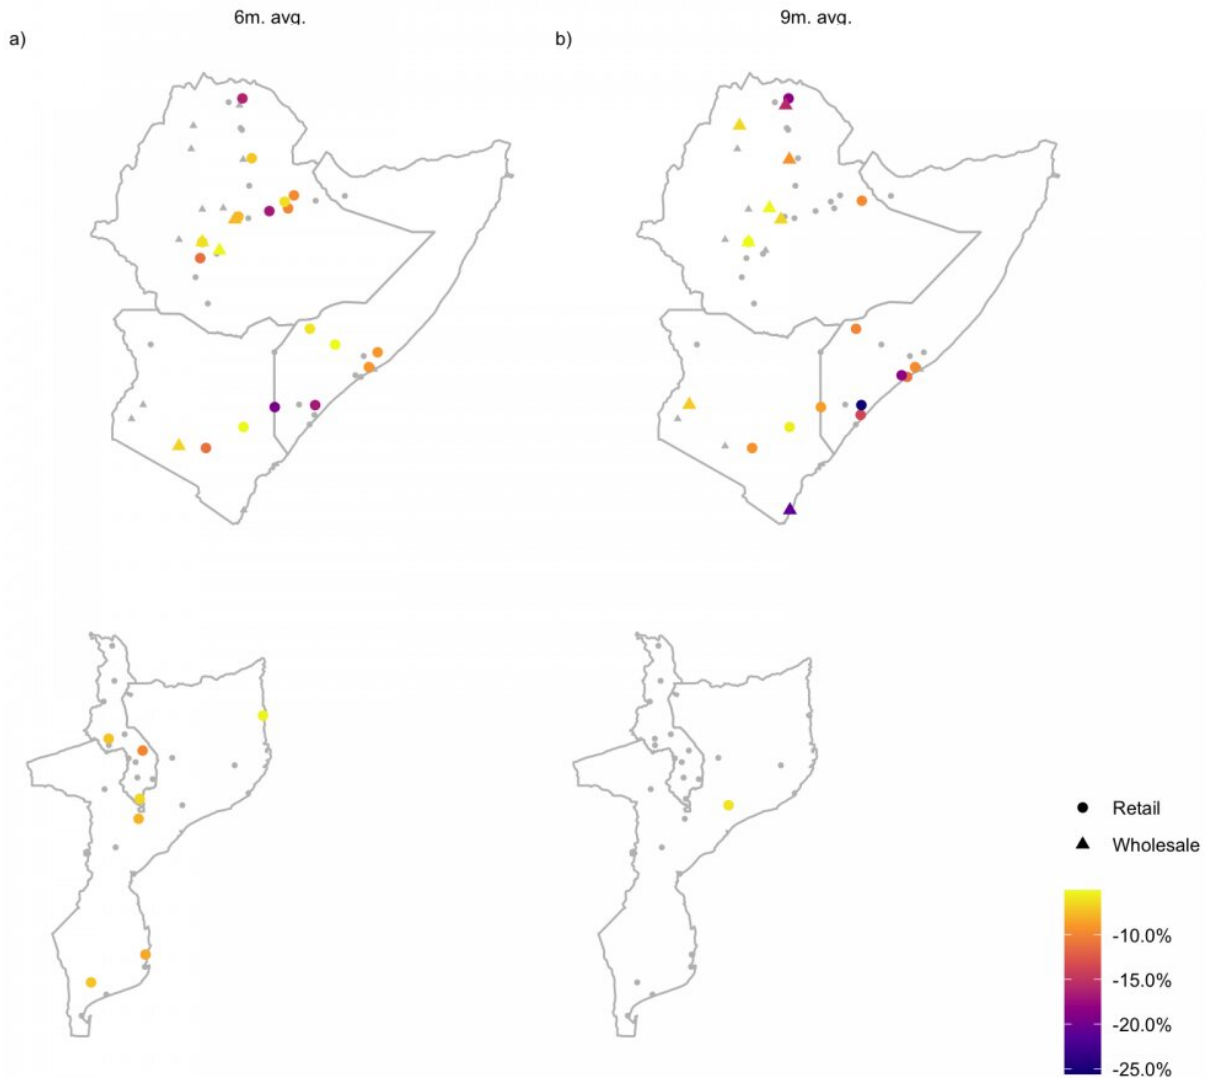 6m. avg.
9m. avg.
a)
b)
Retail
Wholesale
-10.0%
-15.0%
-20.0%
-25.0%